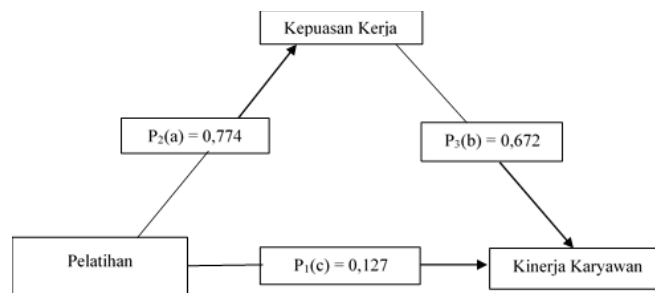 Kepuasan Kerja
P₂(a) = 0,774
P₃(b) = 0,672
Pelatihan
P₁(c) = 0,127
Kinerja Karyawan